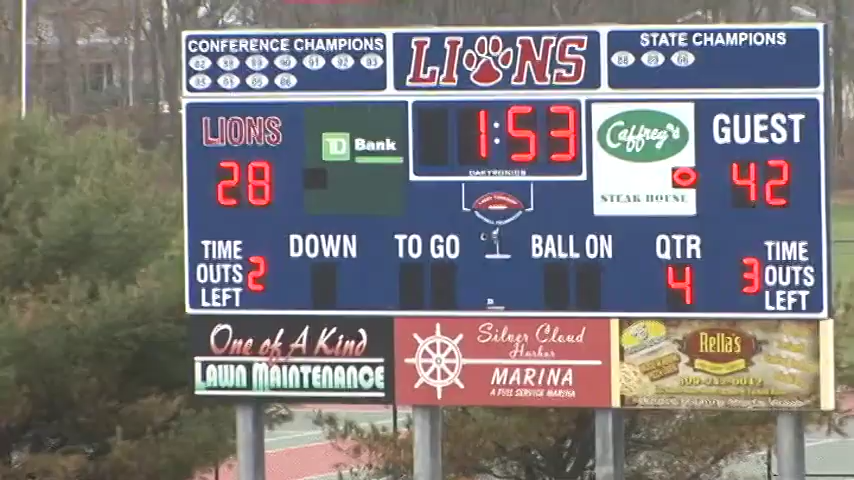 CONFERENCE CHAMPIONS
LIONS
STATE CHAMPIONS
LIONS
TD Bank
1:53
Caffrey's
STEAK HOUSE
GUEST
28
DAKTRONICS
42
TIME OUTS LEFT 2
DOWN
TO GO
BALL ON
QTR 4
3 TIME OUTS LEFT
One of A Kind
LAWN MAINTENANCE
Silver Cloud
Harbor
MARINA
A FULL SERVICE MARINA
Rella's